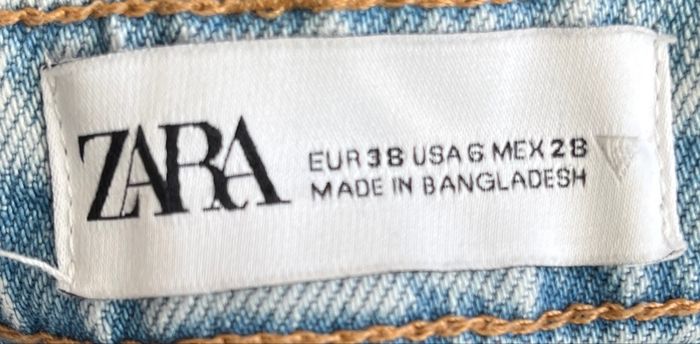 ZARA
EUR 38 USA 6 MEX 28
MADE IN BANGLADESH